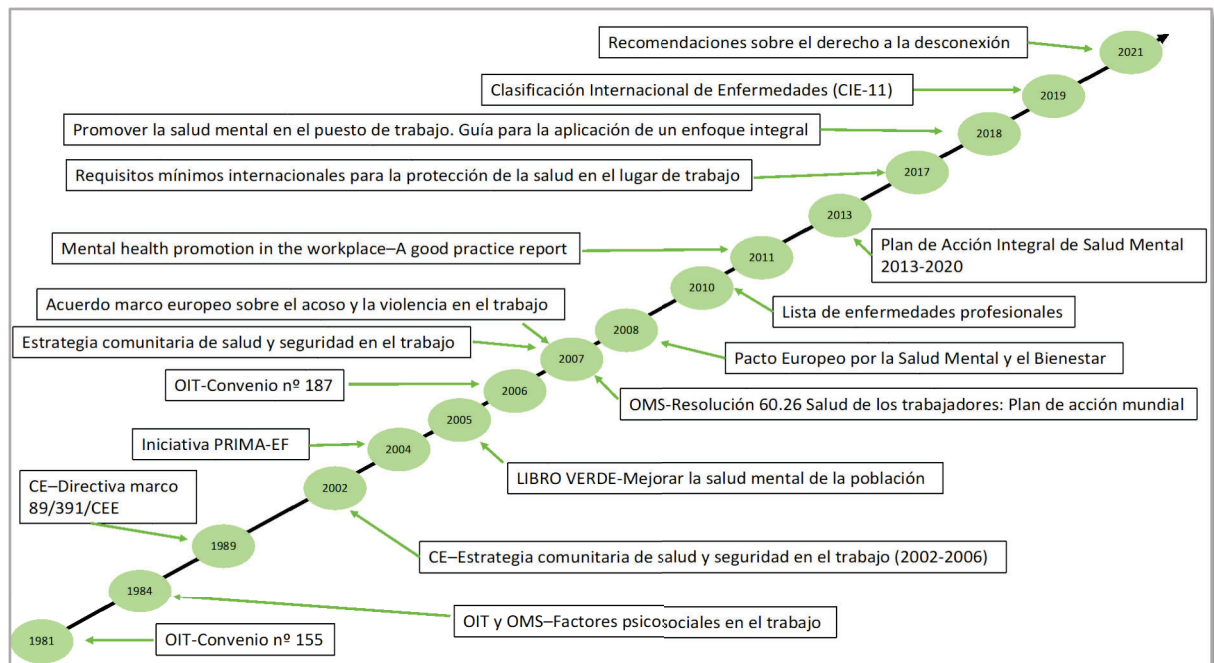 Recomendaciones sobre el derecho a la desconexión
2021
Clasificación Internacional de Enfermedades (CIE-11)
2019
Promover la salud mental en el puesto de trabajo. Guía para la aplicación de un enfoque integral
2018
Requisitos mínimos internacionales para la protección de la salud en el lugar de trabajo
2017
2013
Plan de Acción Integral de Salud Mental
2013-2020
Mental health promotion in the workplace–A good practice report
2011
2010
Lista de enfermedades profesionales
Acuerdo marco europeo sobre el acoso y la violencia en el trabajo
2008
Pacto Europeo por la Salud Mental y el Bienestar
Estrategia comunitaria de salud y seguridad en el trabajo
2007
OMS-Resolución 60.26 Salud de los trabajadores: Plan de acción mundial
OIT-Convenio nº 187
2006
2005
LIBRO VERDE-Mejorar la salud mental de la población
Iniciativa PRIMA-EF
2004
CE–Directiva marco
89/391/CEE
2002
CE–Estrategia comunitaria de salud y seguridad en el trabajo (2002-2006)
1989
1984
OIT y OMS–Factores psicosociales en el trabajo
1981
OIT-Convenio nº 155